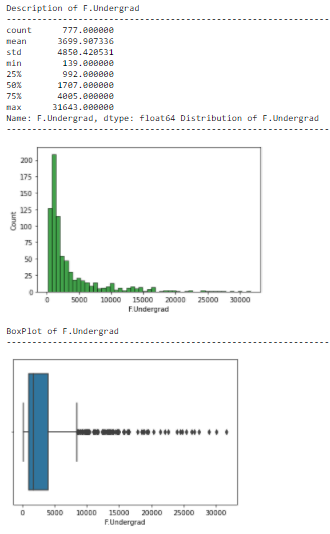 Description of F.Undergrad
--------------------------------------------------------------
count 777.000000
mean 3699.907336
std 4850.420531
min 139.000000
25% 992.000000
50% 1707.000000
75% 4005.000000
max 31643.000000
Name: F.Undergrad, dtype: float64 Distribution of F.Undergrad
--------------------------------------------------------------
200
175
150
125
100
75
50
25
0
Count
0 5000 10000 15000 20000 25000 30000
F.Undergrad
BoxPlot of F.Undergrad
--------------------------------------------------------------
0 5000 10000 15000 20000 25000 30000
F.Undergrad